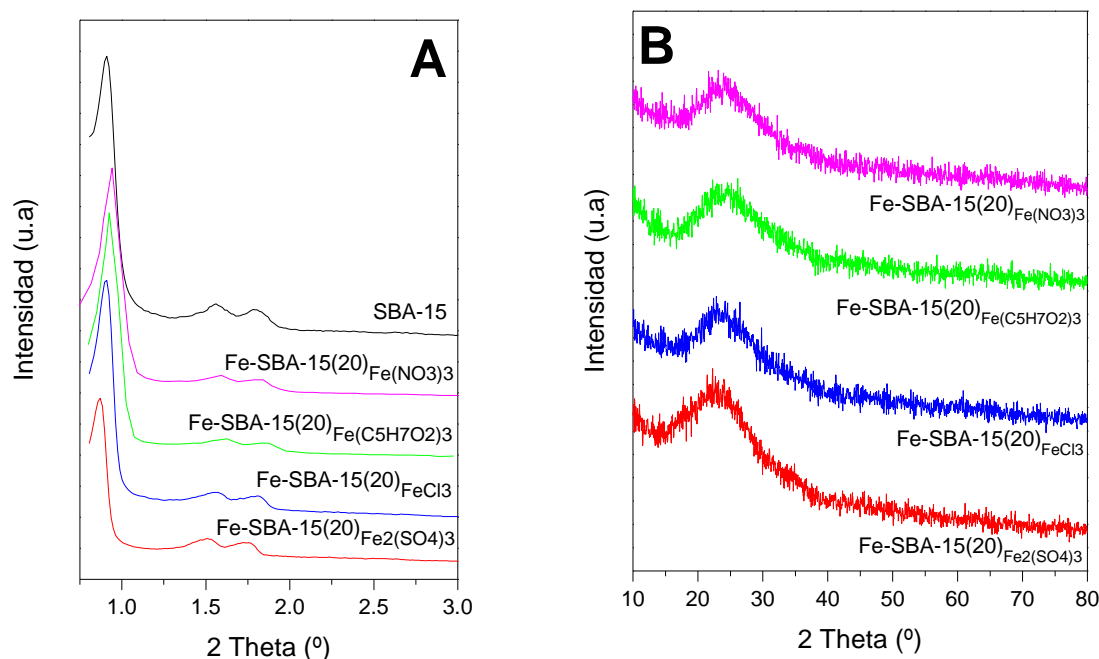 A
Intensidad (u.a)
SBA-15
Fe-SBA-15(20)Fe(NO3)3
Fe-SBA-15(20)Fe(C5H7O2)3
Fe-SBA-15(20)FeCl3
Fe-SBA-15(20)Fe2(SO4)3
1.0 1.5 2.0 2.5 3.0
2 Theta (º)
B
Intensidad (u.a)
Fe-SBA-15(20)Fe(NO3)3
Fe-SBA-15(20)Fe(C5H7O2)3
Fe-SBA-15(20)FeCl3
Fe-SBA-15(20)Fe2(SO4)3
10 20 30 40 50 60 70 80
2 Theta (º)